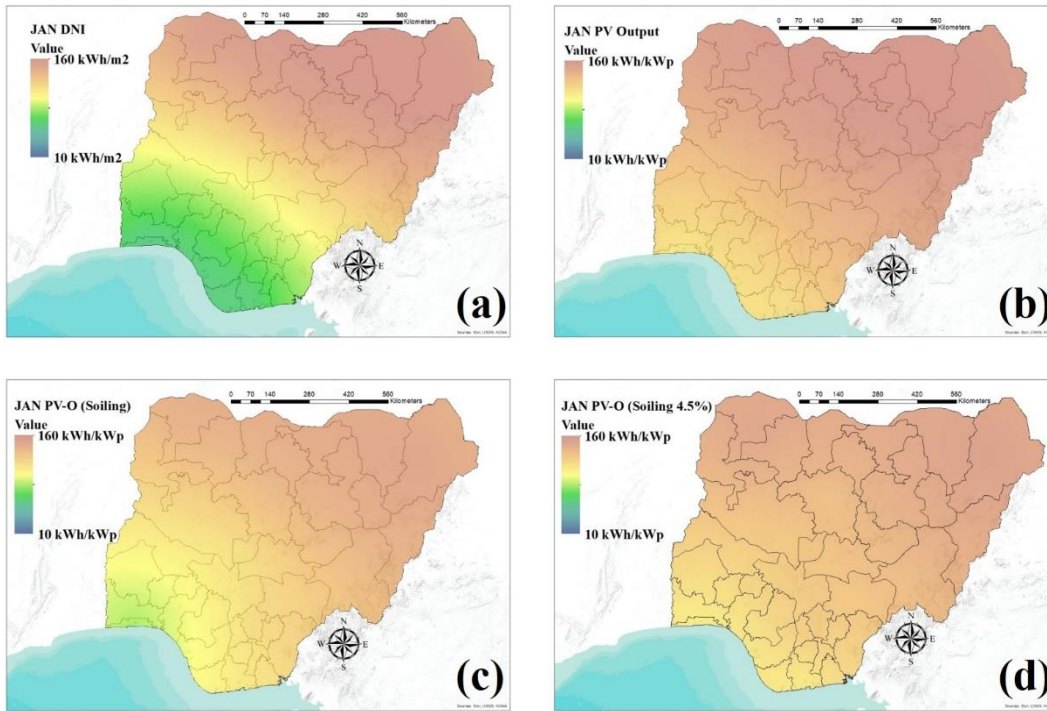 0 70 140 280 420 560
Kilometers
JAN DNI
Value
160 kWh/m2
10 kWh/m2
N
W E
S
(a)
0 70 140 280 420 560
Kilometers
JAN PV Output
Value
160 kWh/kWp
10 kWh/kWp
N
W E
S
(b)
0 70 140 280 420 560
Kilometers
JAN PV-O (Soiling)
Value
160 kWh/kWp
10 kWh/kWp
N
W E
S
(c)
0 70 140 280 420 560
Kilometers
JAN PV-O (Soiling 4.5%)
Value
160 kWh/kWp
10 kWh/kWp
N
W E
S
(d)